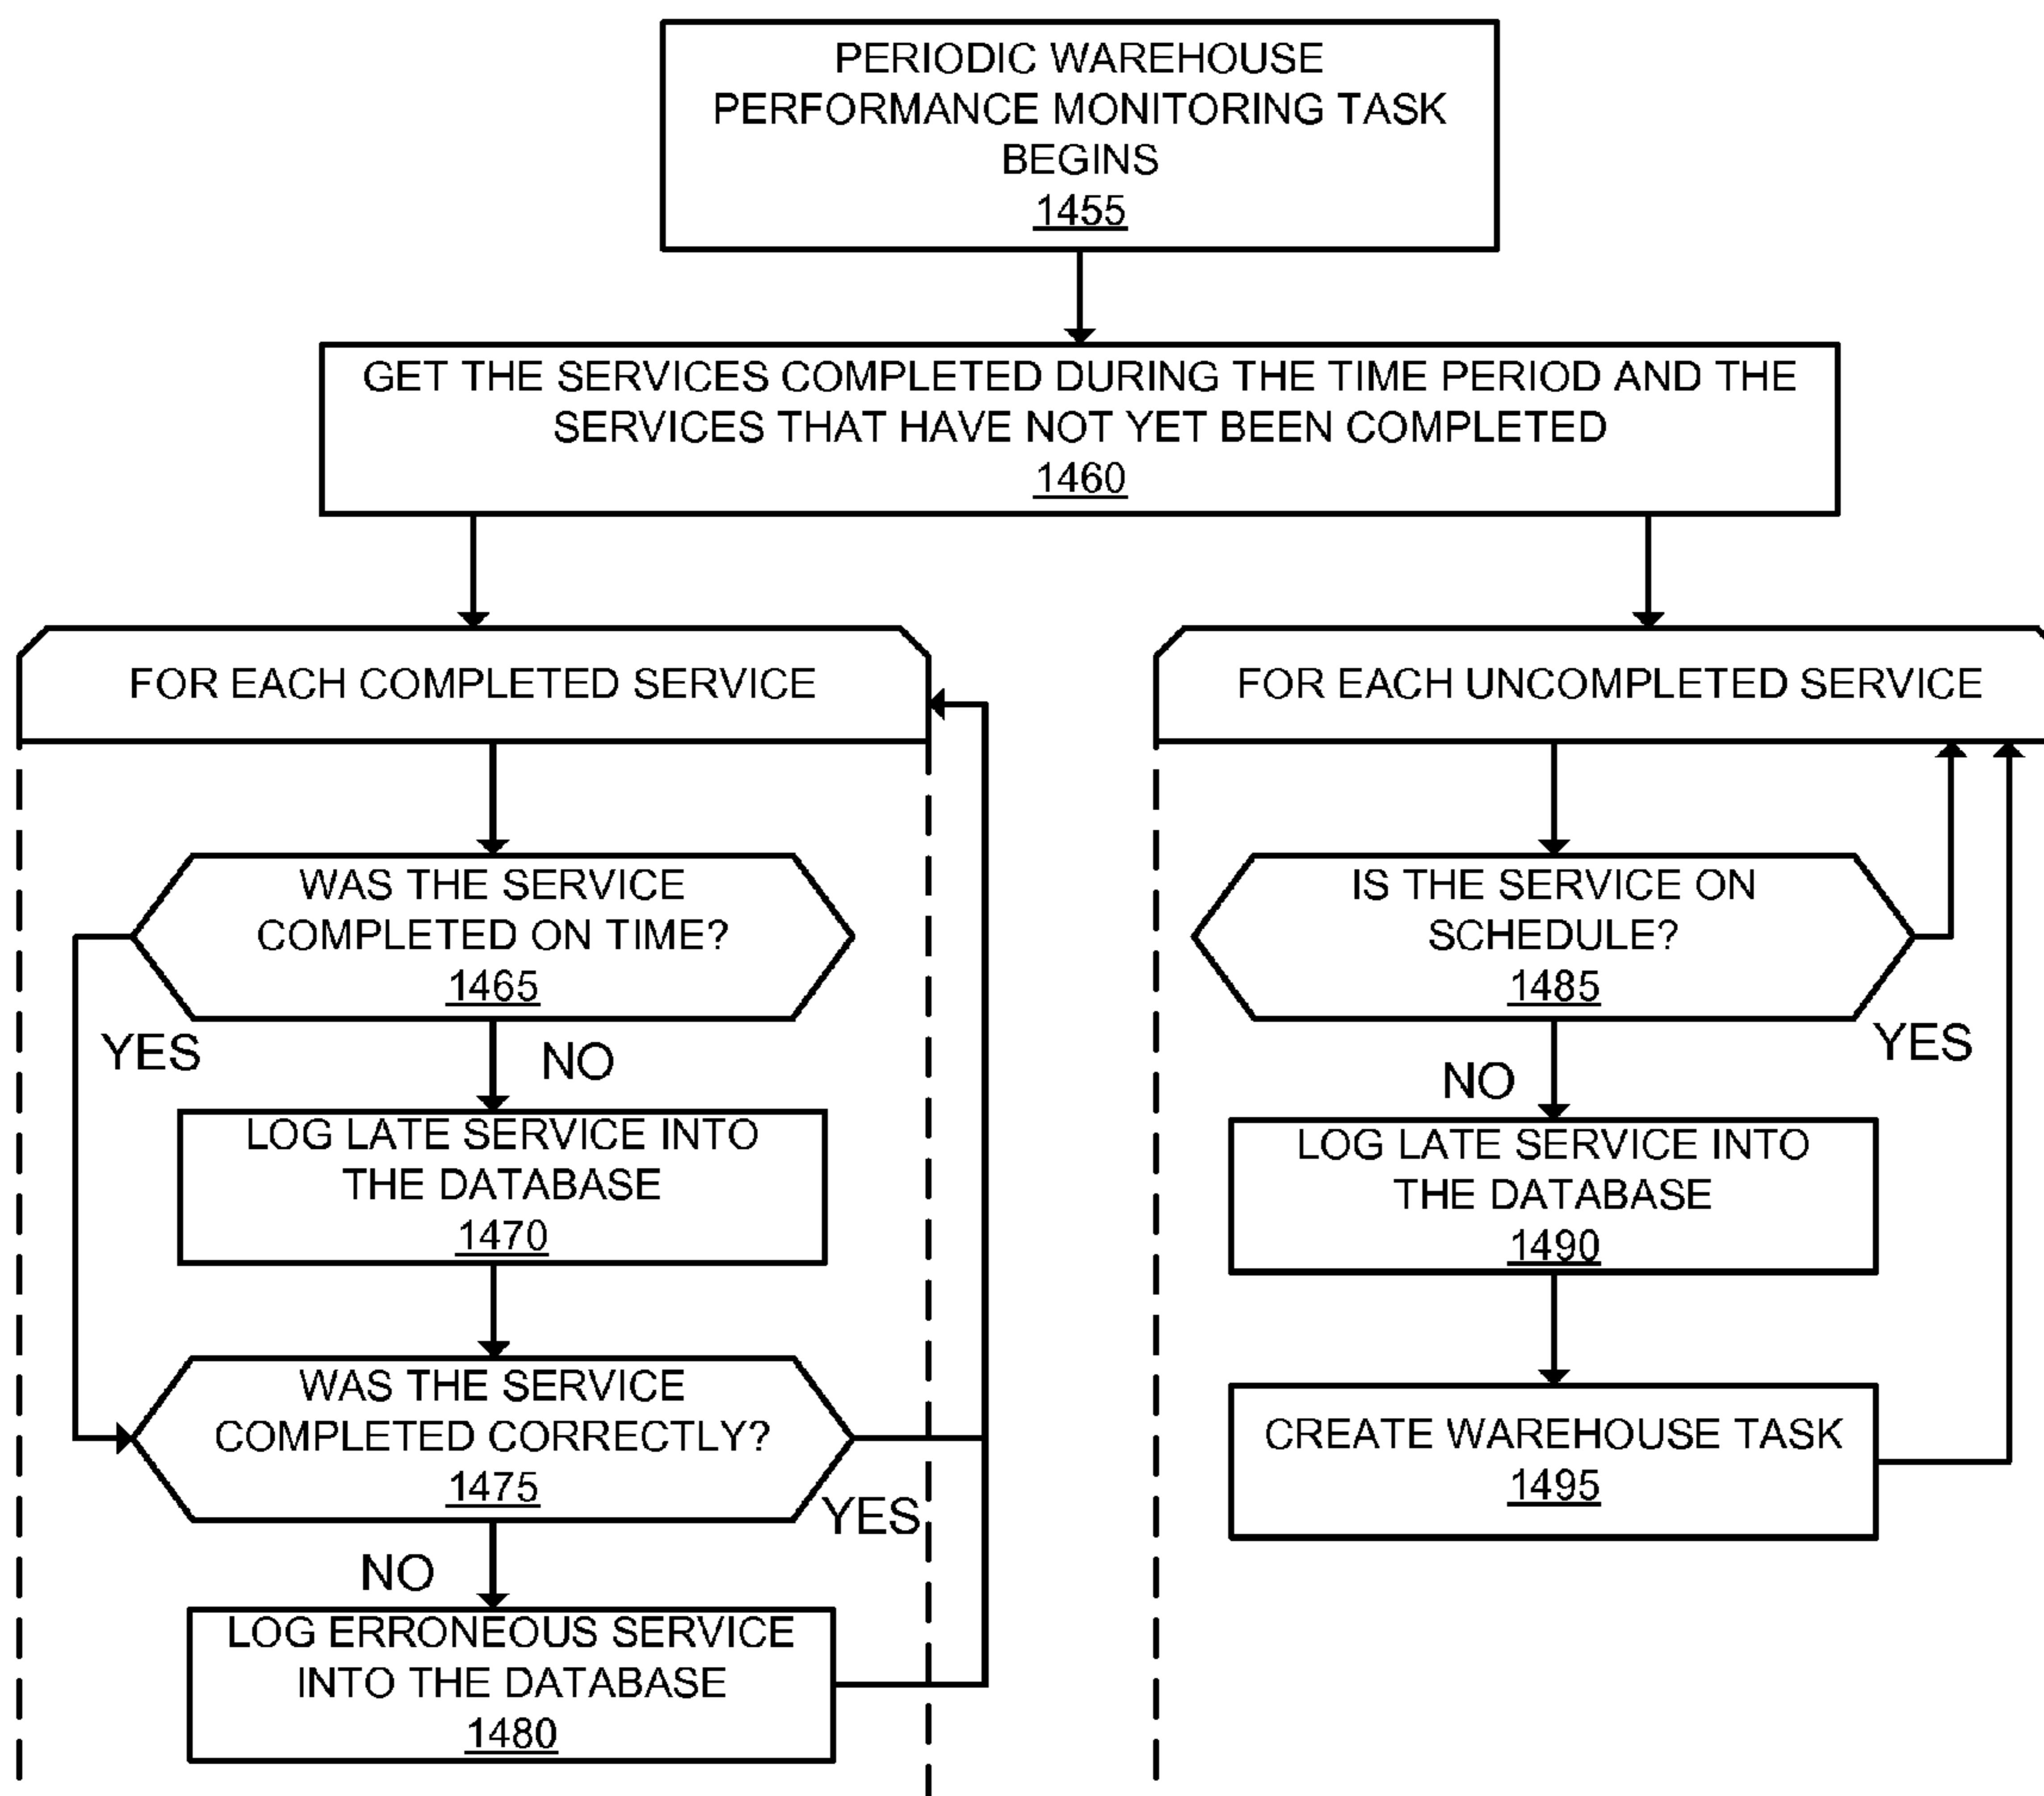 PERIODIC WAREHOUSE
PERFORMANCE MONITORING TASK
BEGINS
1455
GET THE SERVICES COMPLETED DURING THE TIME PERIOD AND THE
SERVICES THAT HAVE NOT YET BEEN COMPLETED
1460
FOR EACH COMPLETED SERVICE
WAS THE SERVICE
COMPLETED ON TIME?
1465
YES
NO
LOG LATE SERVICE INTO
THE DATABASE
1470
WAS THE SERVICE
COMPLETED CORRECTLY?
1475
YES
NO
LOG ERRONEOUS SERVICE
INTO THE DATABASE
1480
FOR EACH UNCOMPLETED SERVICE
IS THE SERVICE ON
SCHEDULE?
1485
YES
NO
LOG LATE SERVICE INTO
THE DATABASE
1490
CREATE WAREHOUSE TASK
1495